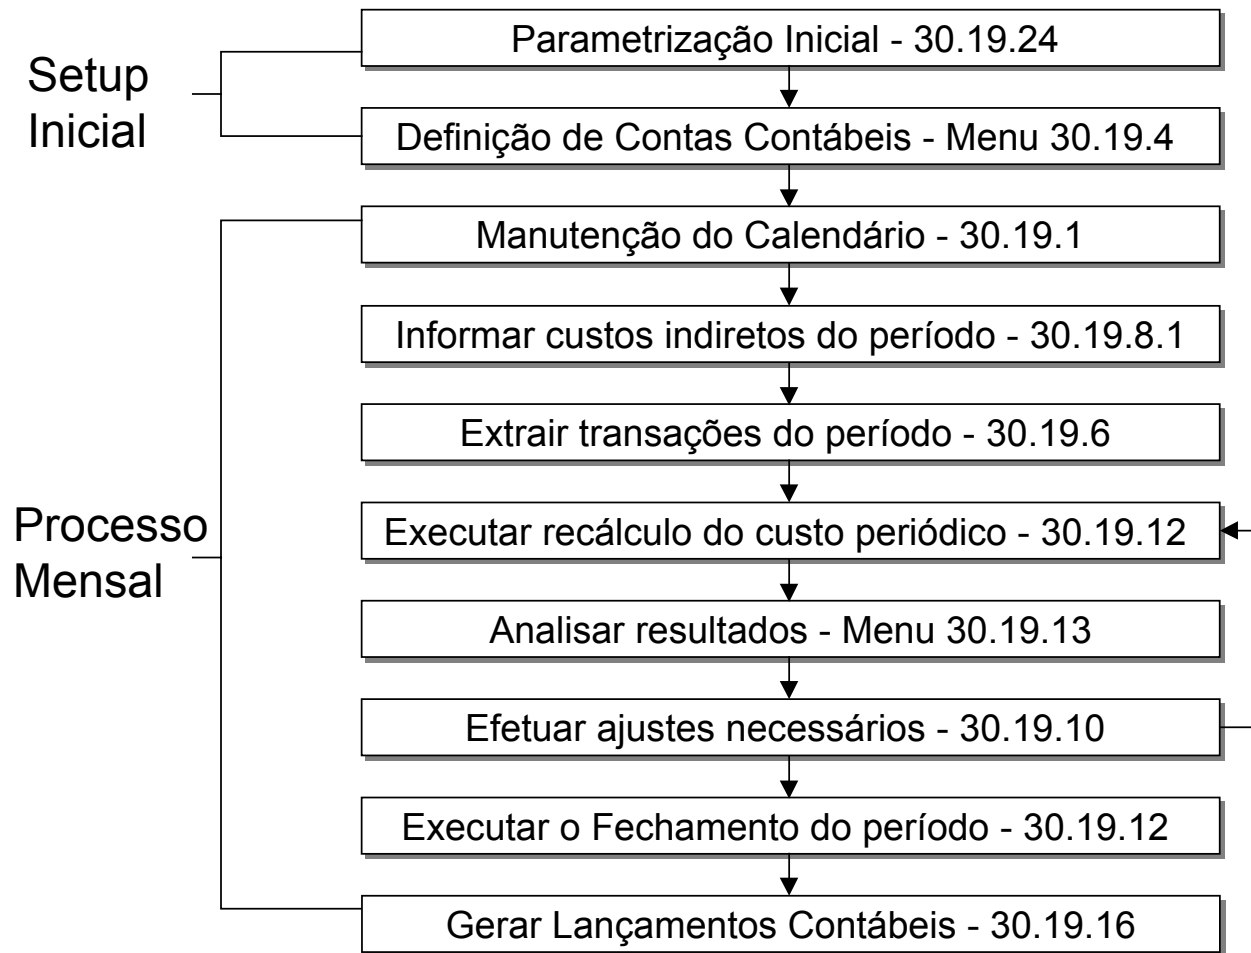 Setup
Inicial
Parametrização Inicial - 30.19.24
Definição de Contas Contábeis - Menu 30.19.4
Processo
Mensal
Manutenção do Calendário - 30.19.1
Informar custos indiretos do período - 30.19.8.1
Extrair transações do período - 30.19.6
Executar recálculo do custo periódico - 30.19.12
Analisar resultados - Menu 30.19.13
Efetuar ajustes necessários - 30.19.10
Executar o Fechamento do período - 30.19.12
Gerar Lançamentos Contábeis - 30.19.16